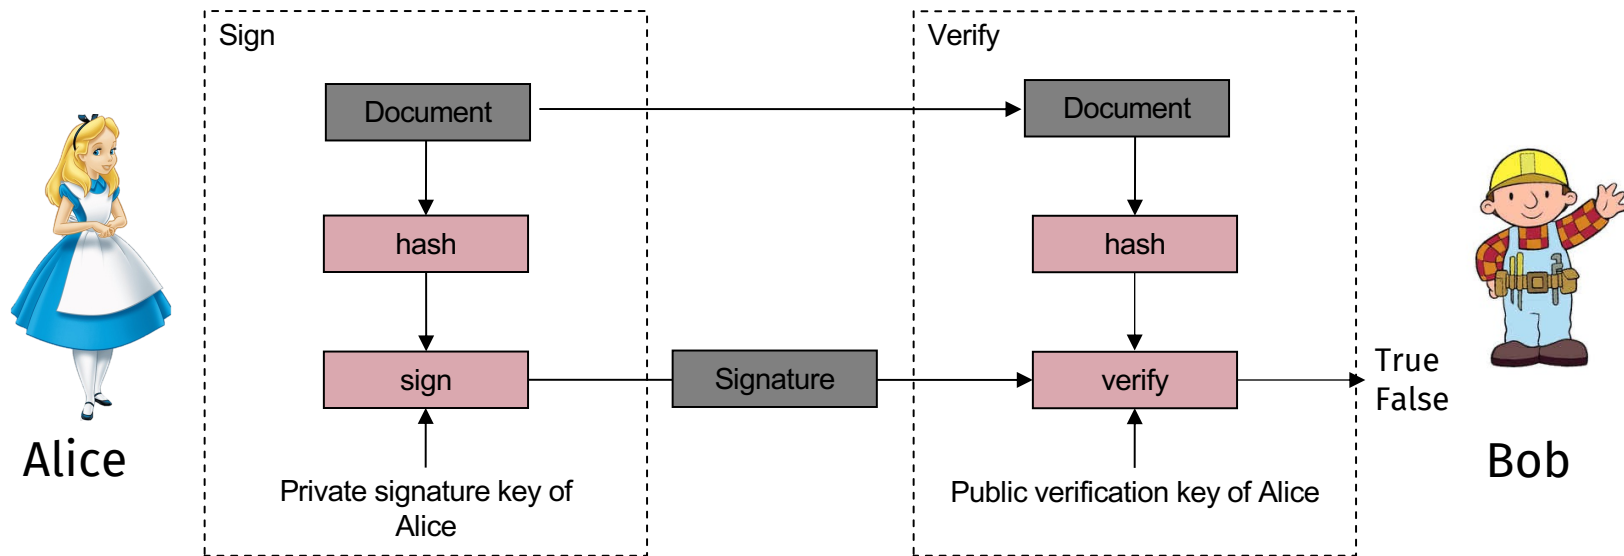 Sign
Verify
Document
Document
hash
hash
sign
Signature
verify
True
False
Alice
Bob
Private signature key of
Alice
Public verification key of Alice